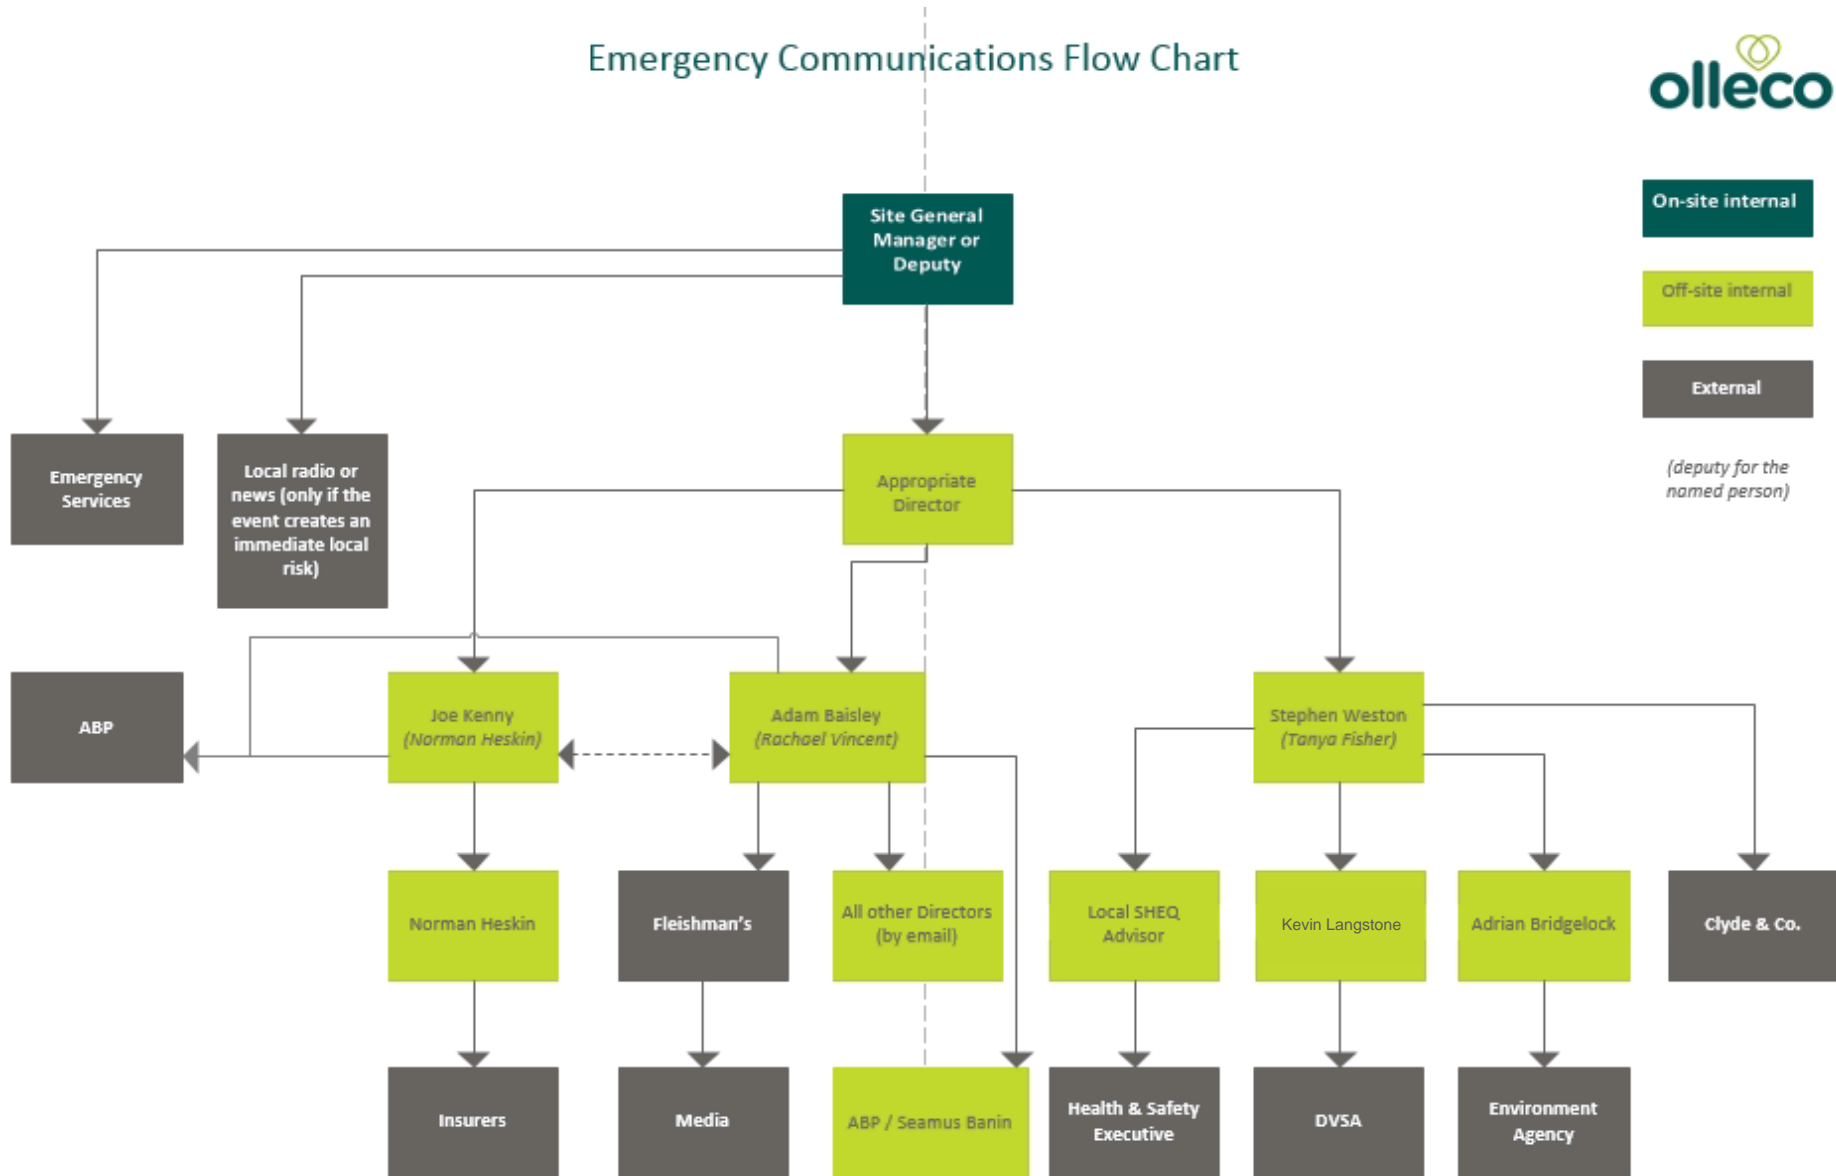 Emergency Communications Flow Chart
olleco
On-site internal
Off-site internal
External
(deputy for the
named person)
Site General
Manager or
Deputy
Emergency
Services
Local radio or
news (only if the
event creates an
immediate local
risk)
Appropriate
Director
ABP
Joe Kenny
(Norman Heskin)
Adam Baisley
(Rachael Vincent)
Stephen Weston
(Tanya Fisher)
Norman Heskin
Fleishman's
All other Directors
(by email)
Local SHEQ
Advisor
Kevin Langstone
Adrian Bridgelock
Clyde & Co.
Insurers
Media
ABP / Seamus Banin
Health & Safety
Executive
DVSA
Environment
Agency